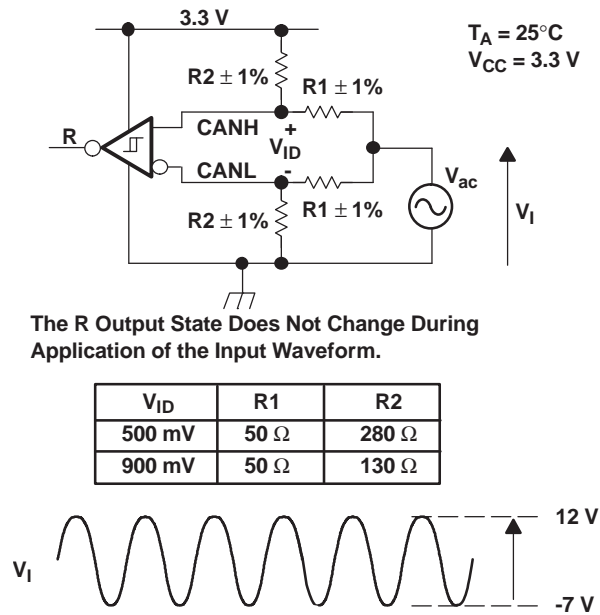 3.3 V
T_A = 25°C
V_CC = 3.3 V
R2 ± 1%
R1 ± 1%
R
CANH
+
V_ID
V_ac
CANL
-
V_I
R2 ± 1%
R1 ± 1%
The R Output State Does Not Change During
Application of the Input Waveform.
V_ID R1 R2
500 mV 50 Ω 280 Ω
900 mV 50 Ω 130 Ω
12 V
V_I
-7 V